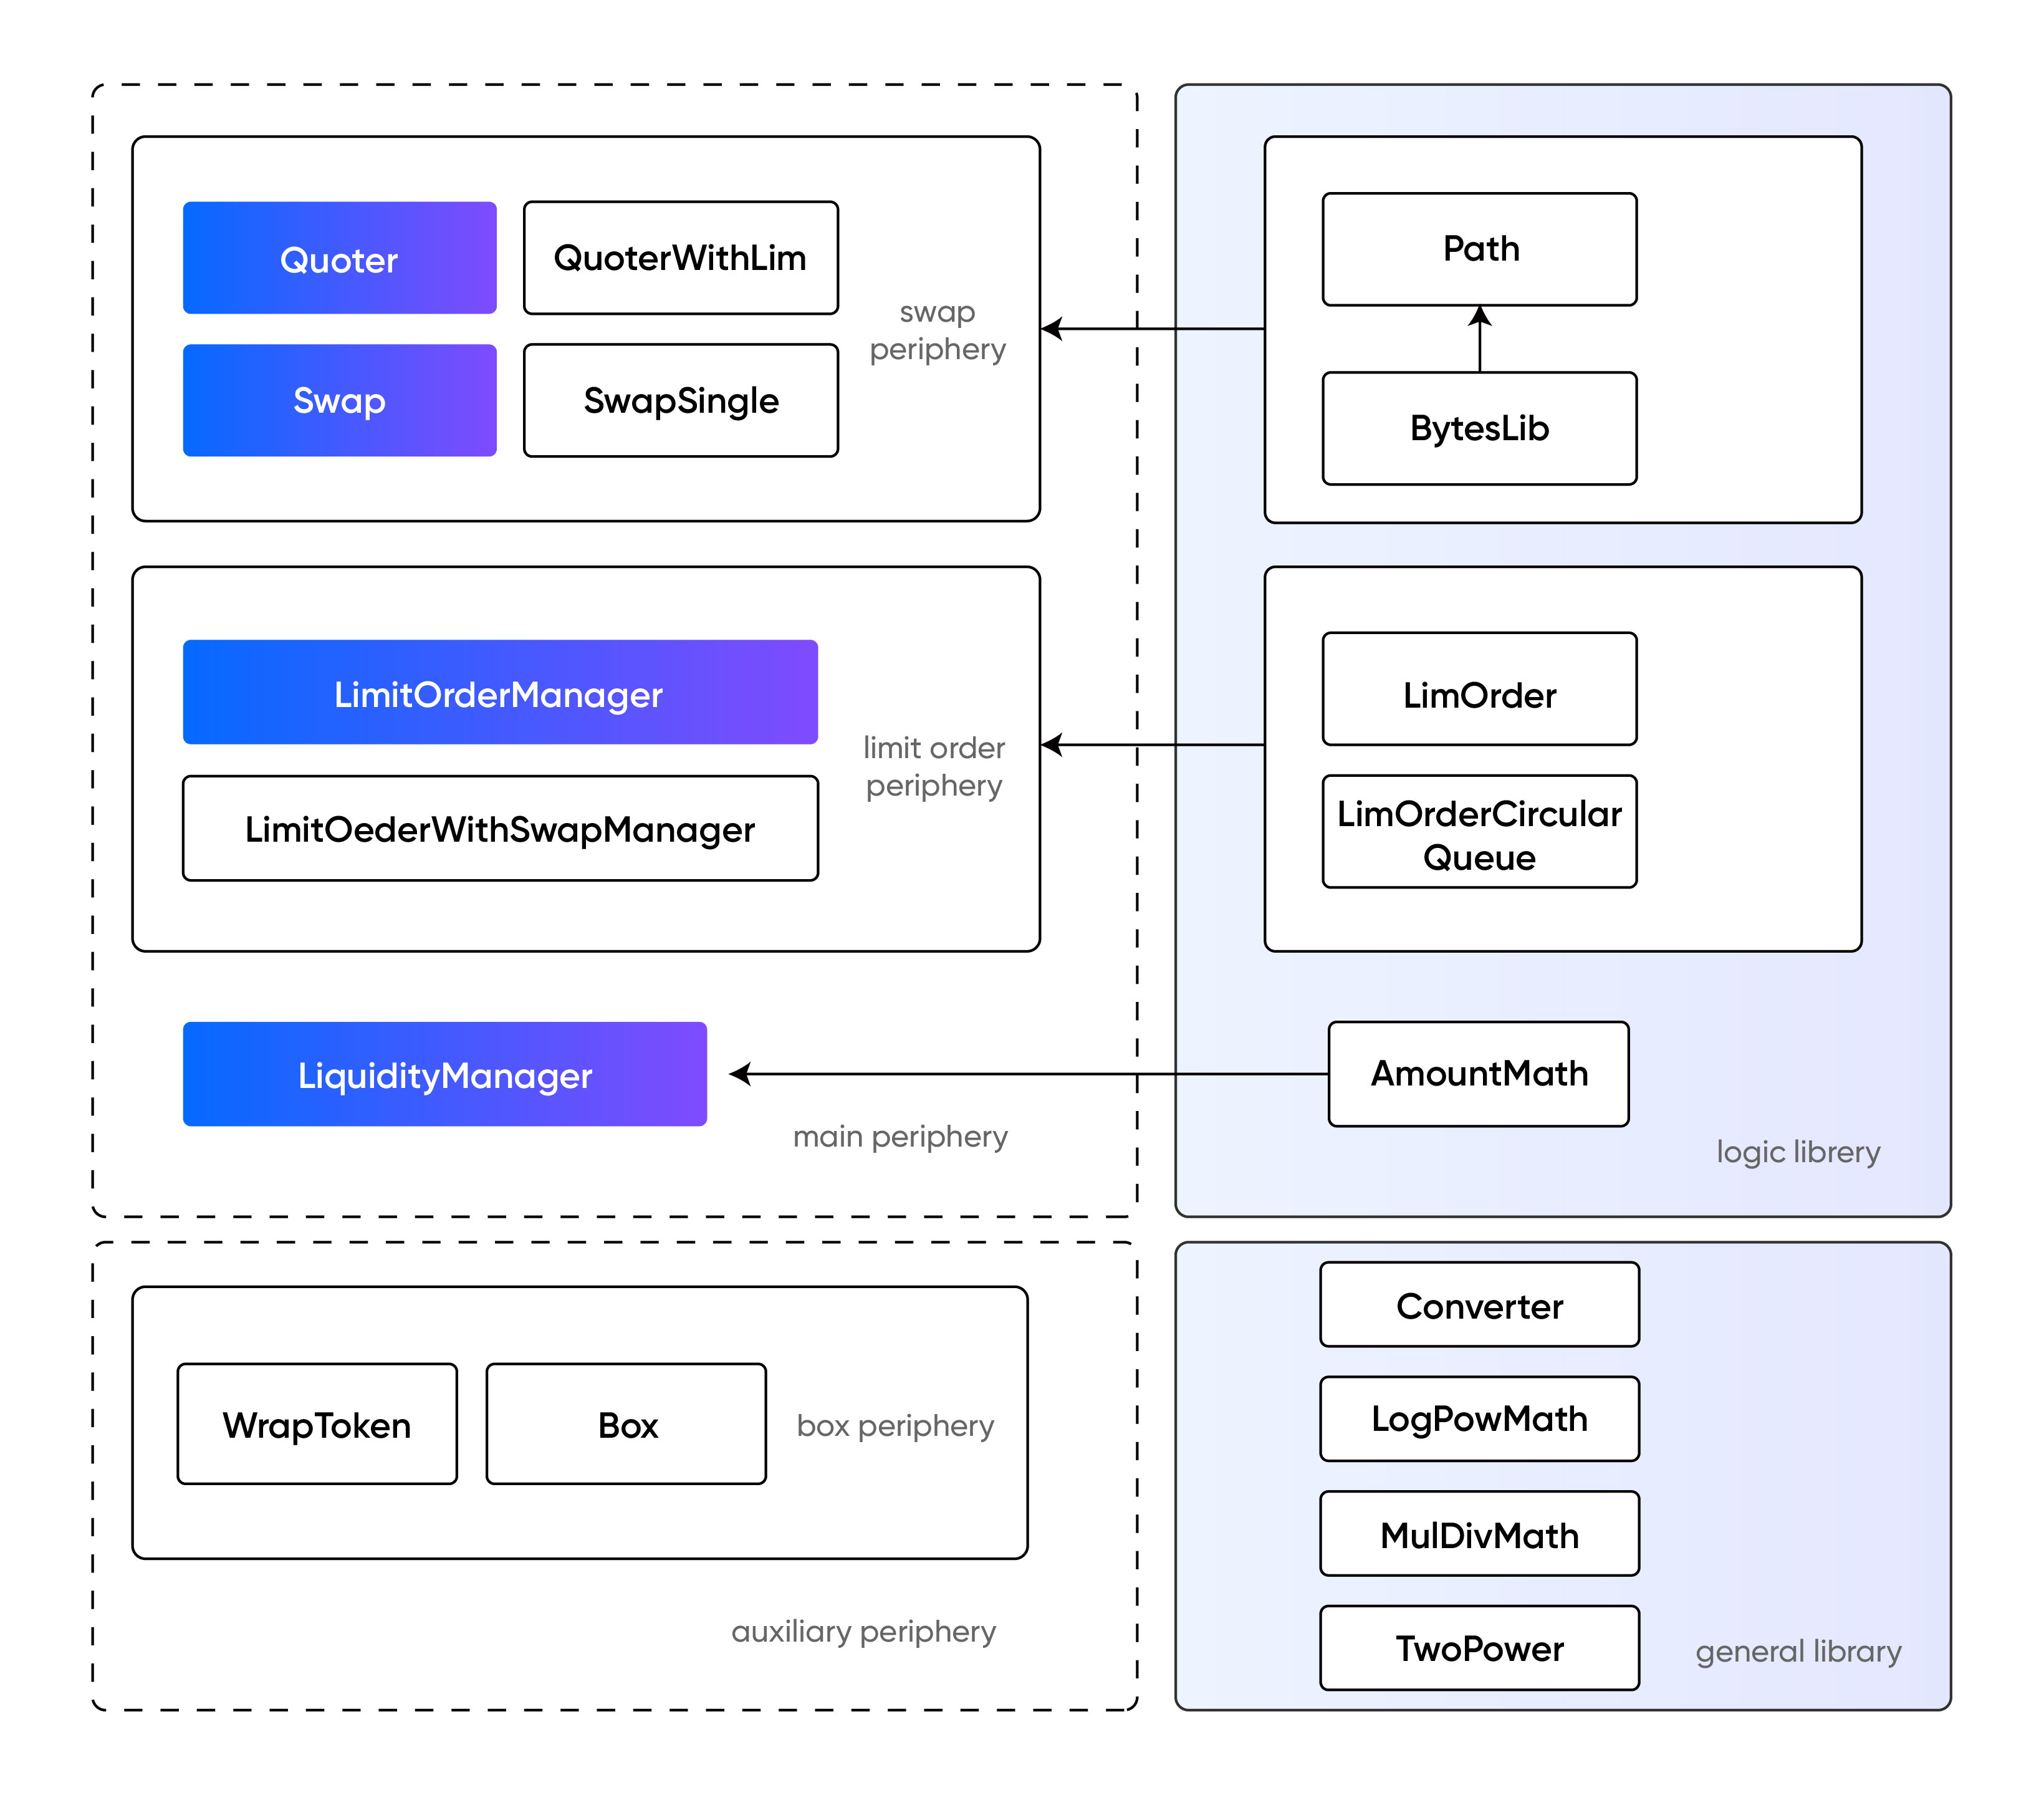 Quoter
QuoterWithLim
swap
periphery
Swap
SwapSingle
Path
BytesLib
LimitOrderManager
limit order
periphery
LimitOederWithSwapManager
LimOrder
LimOrderCircular
Queue
LiquidityManager
main periphery
AmountMath
logic librery
WrapToken
Box
box periphery
auxiliary periphery
Converter
LogPowMath
MulDivMath
TwoPower
general library